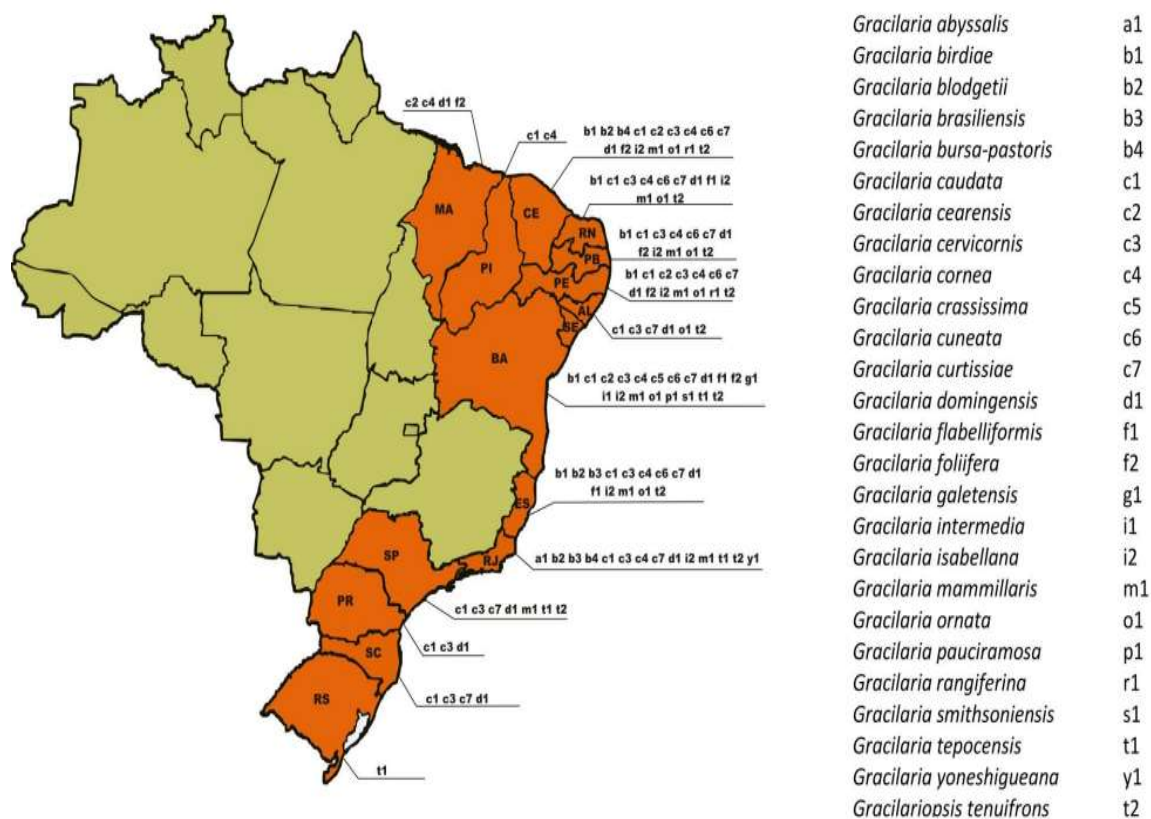 c2 c4 d1 f2
c1 c4
b1 b2 b4 c1 c2 c3 c4 c6 c7
d1 f2 i2 m1 o1 r1 t2
b1 c1 c3 c4 c6 c7 d1 f1 i2
m1 o1 t2
b1 c1 c3 c4 c6 c7 d1
f2 i2 m1 o1 t2
b1 c1 c2 c3 c4 c6 c7
d1 f2 i2 m1 o1 r1 t2
c1 c3 c7 d1 o1 t2
b1 c1 c2 c3 c4 c5 c6 c7 d1 f1 f2 g1
i1 i2 m1 o1 p1 s1 t1 t2
b1 b2 b3 c1 c3 c4 c6 c7 d1
f1 i2 m1 o1 t2
a1 b2 b3 b4 c1 c3 c4 c7 d1 i2 m1 t1 t2 y1
c1 c3 c7 d1 m1 t1 t2
c1 c3 d1
c1 c3 c7 d1
t1
MA
CE
RN
PB
PI
PE
AL
SE
BA
ES
SP
RJ
PR
SC
RS
Gracilaria abyssalis a1
Gracilaria birdiae b1
Gracilaria blodgetii b2
Gracilaria brasiliensis b3
Gracilaria bursa-pastoris b4
Gracilaria caudata c1
Gracilaria cearensis c2
Gracilaria cervicornis c3
Gracilaria cornea c4
Gracilaria crassissima c5
Gracilaria cuneata c6
Gracilaria curtissiae c7
Gracilaria domingensis d1
Gracilaria flabelliformis f1
Gracilaria foliifera f2
Gracilaria galetensis g1
Gracilaria intermedia i1
Gracilaria isabellana i2
Gracilaria mammillaris m1
Gracilaria ornata o1
Gracilaria pauciramosa p1
Gracilaria rangiferina r1
Gracilaria smithsoniensis s1
Gracilaria tepocensis t1
Gracilaria yoneshigueana y1
Gracilariopsis tenuifrons t2